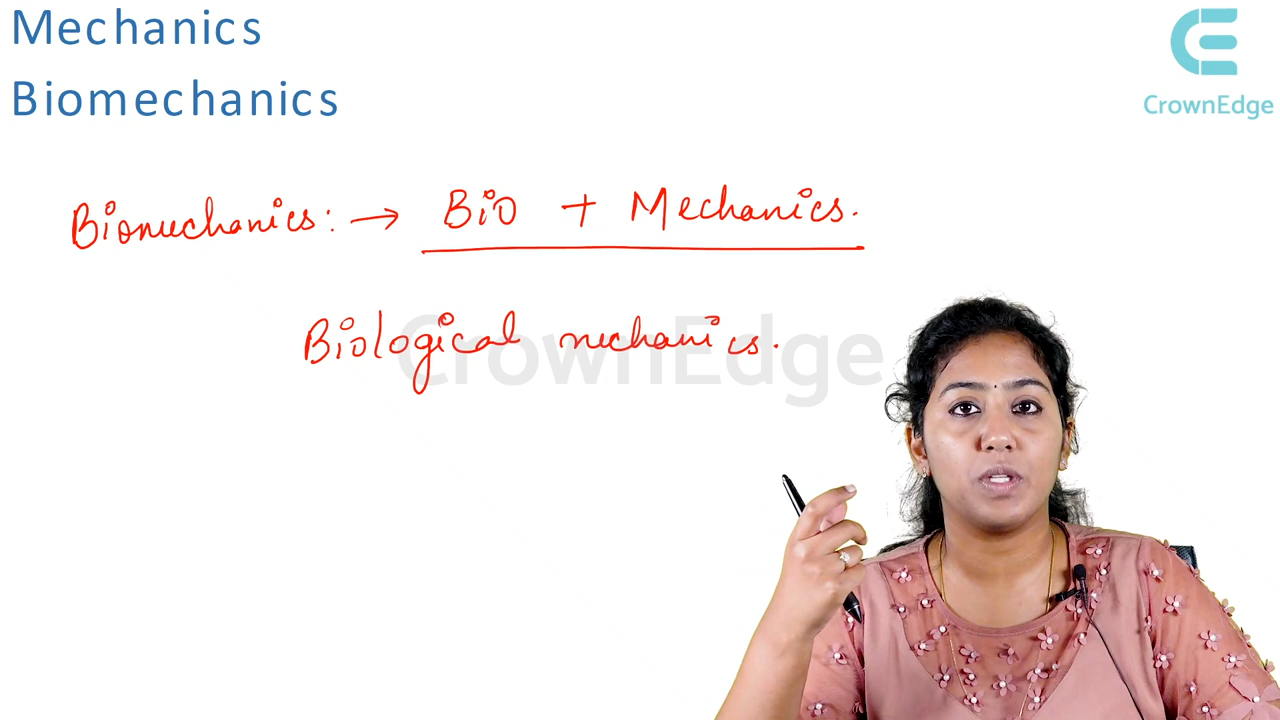 Mechanics
Biomechanics
CrownEdge
Biomechanics: → Bio + Mechanics.
Biological mechanics.
CrownEdge